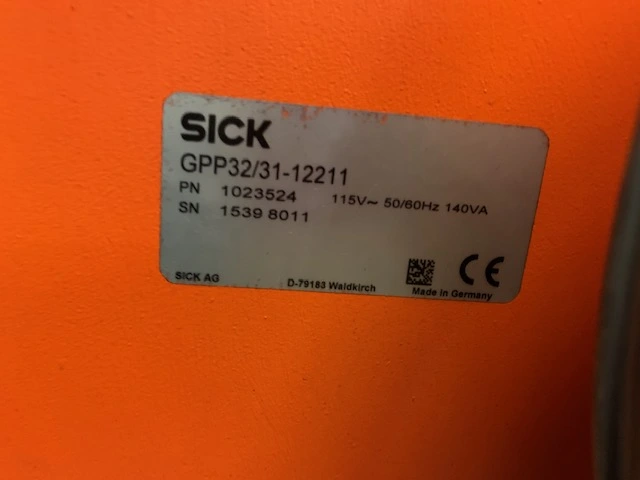 SICK
GPP32/31-12211
PN 1023524 115V~ 50/60Hz 140VA
SN 1539 8011
SICK AG D-79183 Waldkirch Made in Germany
CE